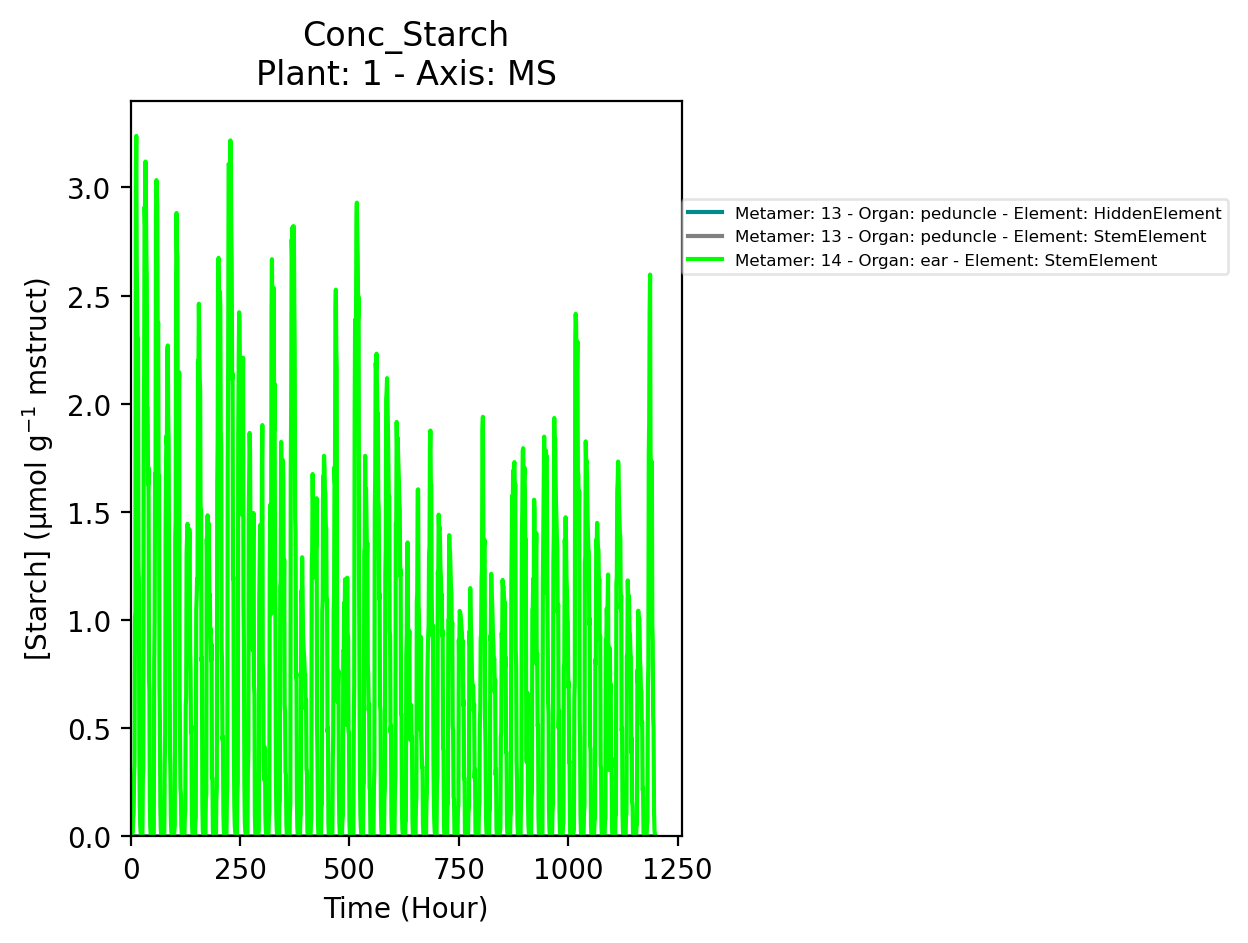 Conc_Starch
Plant: 1 - Axis: MS
[Starch] (µmol g⁻¹ mstruct)
3.0
2.5
2.0
1.5
1.0
0.5
0.0
0 250 500 750 1000 1250
Time (Hour)
Metamer: 13 - Organ: peduncle - Element: HiddenElement
Metamer: 13 - Organ: peduncle - Element: StemElement
Metamer: 14 - Organ: ear - Element: StemElement